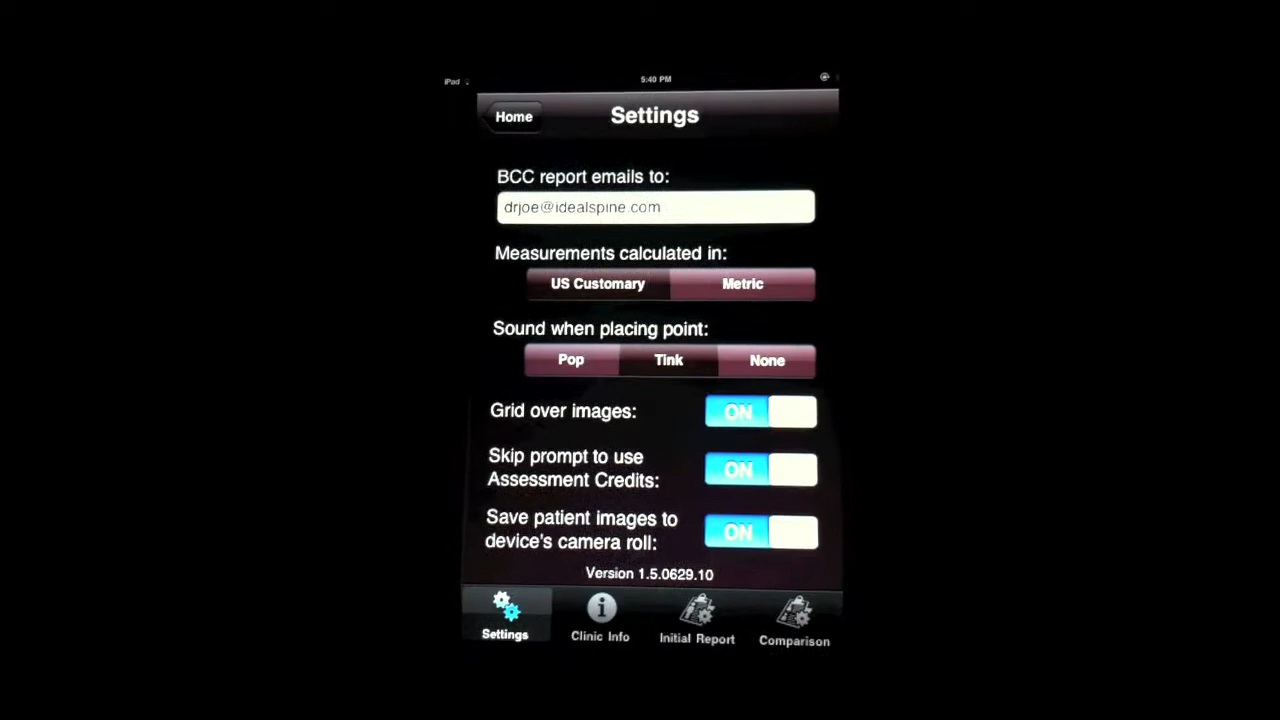 iPad
5:40 PM
Home
Settings
BCC report emails to:
drjoe@idealspine.com
Measurements calculated in:
US Customary
Metric
Sound when placing point:
Pop
Tink
None
Grid over images:
ON
Skip prompt to use
Assessment Credits:
ON
Save patient images to
device's camera roll:
ON
Version 1.5.0629.10
Settings
Clinic Info
Initial Report
Comparison